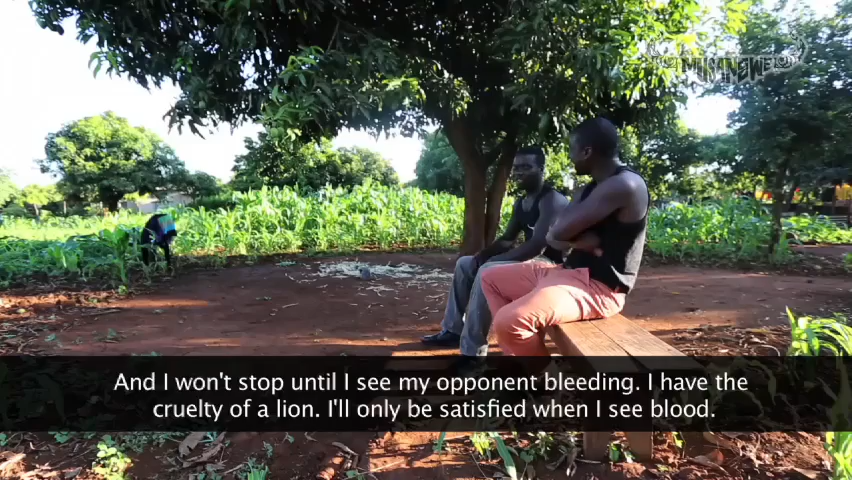 And I won't stop until I see my opponent bleeding. I have the
cruelty of a lion. I'll only be satisfied when I see blood.